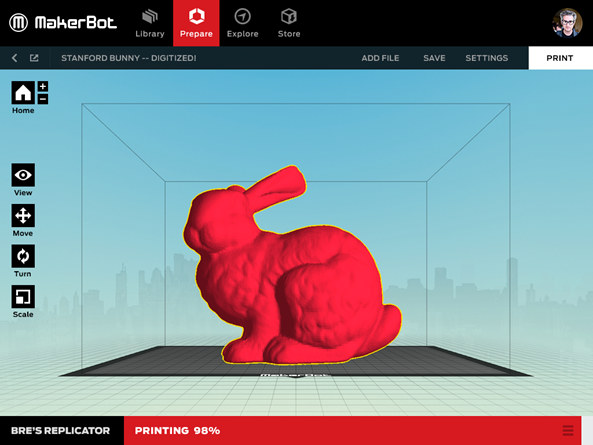 MakerBot
Library
Prepare
Explore
Store
STANFORD BUNNY -- DIGITIZED!
ADD FILE
SAVE
SETTINGS
PRINT
Home
View
Move
Turn
Scale
MakerBot
BRE'S REPLICATOR
PRINTING 98%